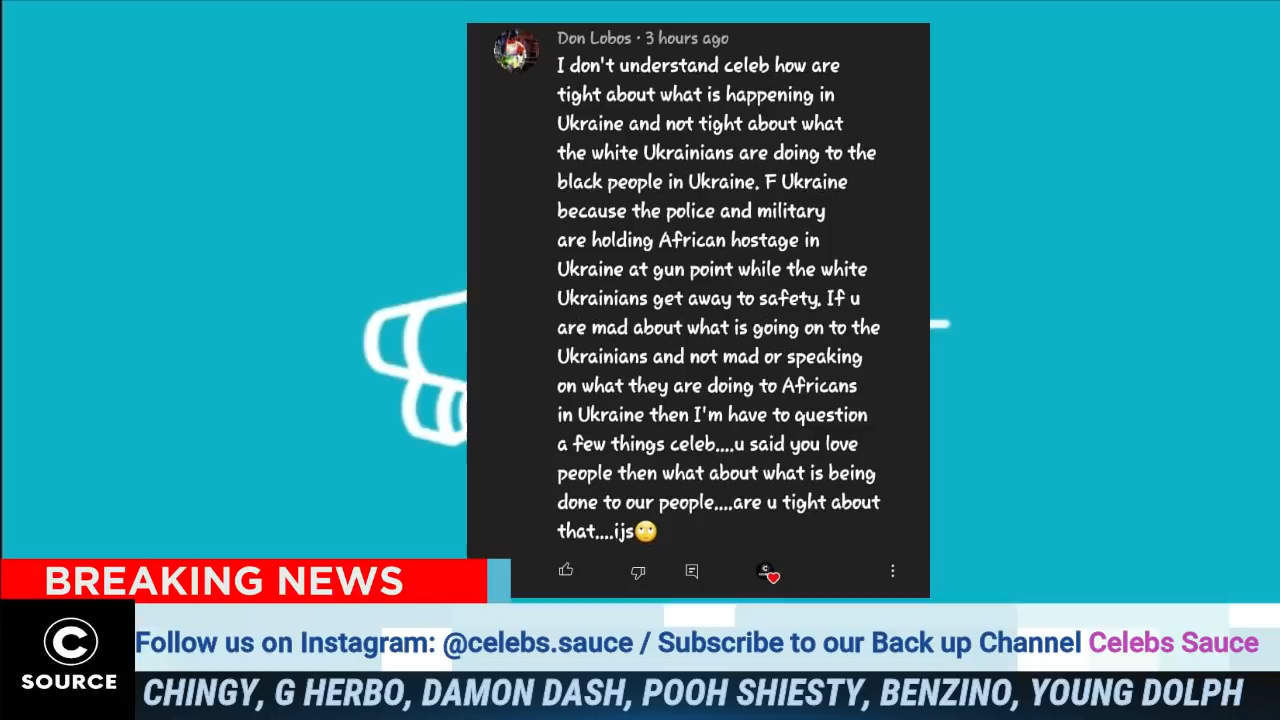 Don Lobos · 3 hours ago
I don't understand celeb how are
tight about what is happening in
Ukraine and not tight about what
the white Ukrainians are doing to the
black people in Ukraine. F Ukraine
because the police and military
are holding African hostage in
Ukraine at gun point while the white
Ukrainians get away to safety. If u
are mad about what is going on to the
Ukrainians and not mad or speaking
on what they are doing to Africans
in Ukraine then I'm have to question
a few things celeb....u said you love
people then what about what is being
done to our people....are u tight about
that....ijs🙄
BREAKING NEWS
C
SOURCE
Follow us on Instagram: @celebs.sauce / Subscribe to our Back up Channel Celebs Sauce
CHINGY, G HERBO, DAMON DASH, POOH SHIESTY, BENZINO, YOUNG DOLPH